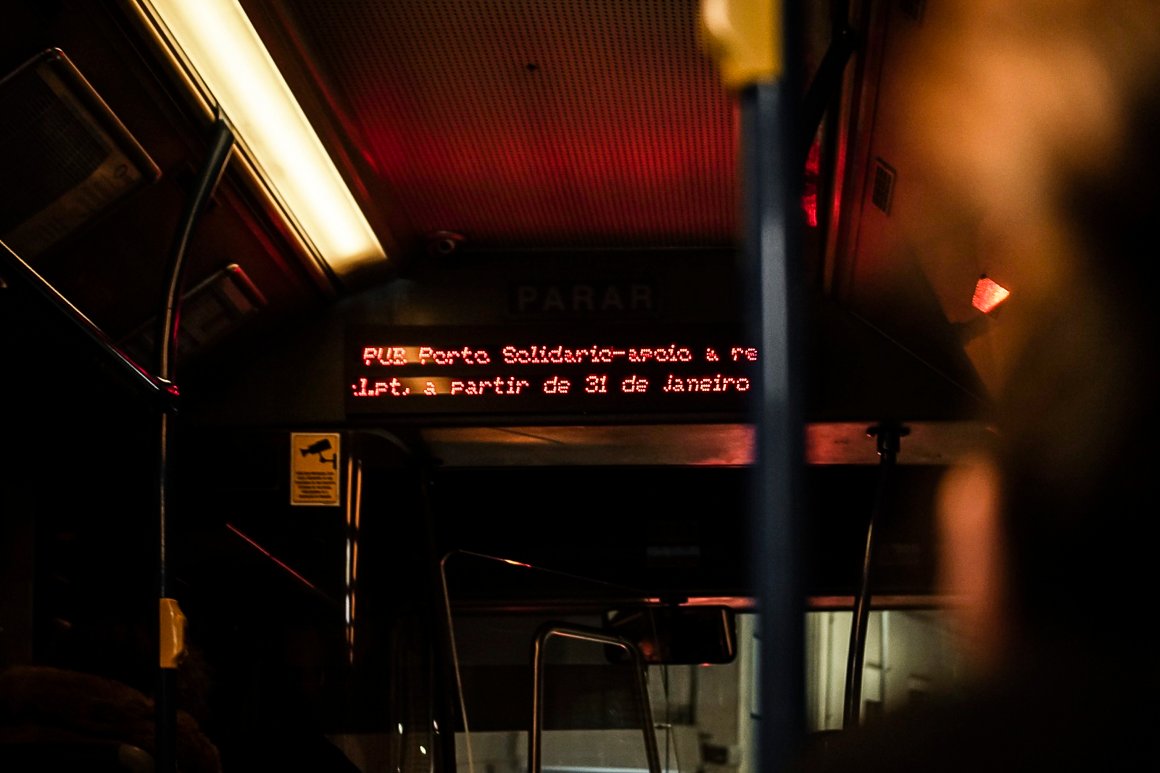 PARAR
PUB Porto Solidario-apoio a re
.pt, a partir de 31 de Janeiro